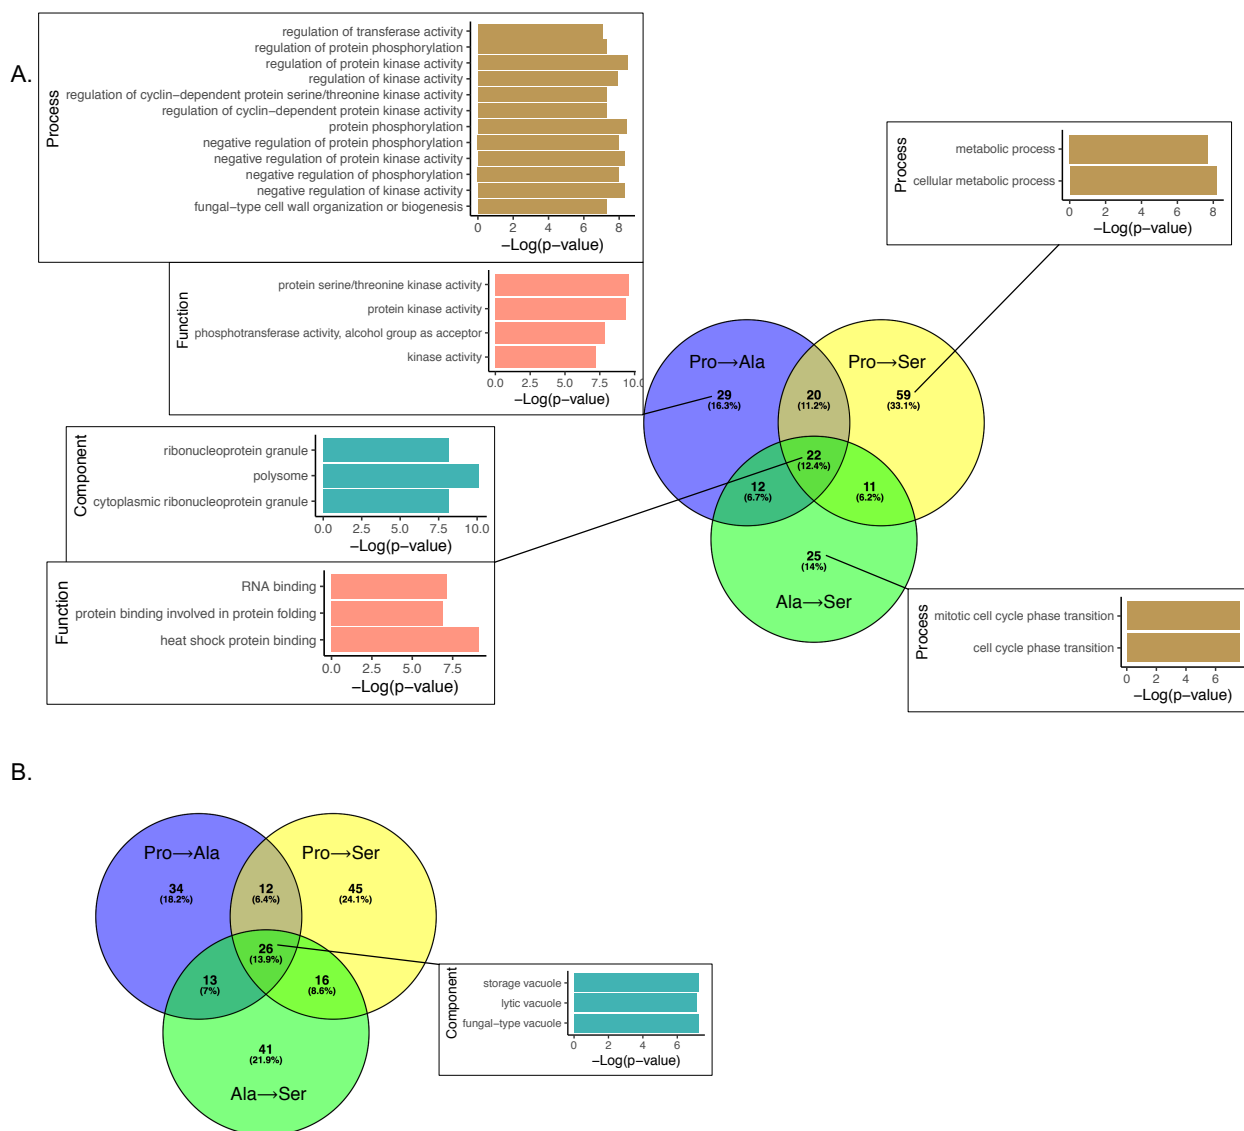 A.
Process
regulation of transferase activity
regulation of protein phosphorylation
regulation of protein kinase activity
regulation of kinase activity
regulation of cyclin−dependent protein serine/threonine kinase activity
regulation of cyclin−dependent protein kinase activity
protein phosphorylation
negative regulation of protein phosphorylation
negative regulation of protein kinase activity
negative regulation of phosphorylation
negative regulation of kinase activity
fungal−type cell wall organization or biogenesis
0 2 4 6 8
−Log(p−value)
Function
protein serine/threonine kinase activity
protein kinase activity
phosphotransferase activity, alcohol group as acceptor
kinase activity
0.0 2.5 5.0 7.5 10.0
−Log(p−value)
Component
ribonucleoprotein granule
polysome
cytoplasmic ribonucleoprotein granule
0.0 2.5 5.0 7.5 10.0
−Log(p−value)
Function
RNA binding
protein binding involved in protein folding
heat shock protein binding
0.0 2.5 5.0 7.5
−Log(p−value)
Process
metabolic process
cellular metabolic process
0 2 4 6 8
−Log(p−value)
Pro→Ala
Pro→Ser
29
(16.3%)
20
(11.2%)
59
(33.1%)
22
(12.4%)
12
(6.7%)
11
(6.2%)
25
(14%)
Ala→Ser
Process
mitotic cell cycle phase transition
cell cycle phase transition
0 2 4 6
−Log(p−value)
B.
Pro→Ala
Pro→Ser
34
(18.2%)
12
(6.4%)
45
(24.1%)
26
(13.9%)
13
(7%)
16
(8.6%)
41
(21.9%)
Ala→Ser
Component
storage vacuole
lytic vacuole
fungal−type vacuole
0 2 4 6
−Log(p−value)